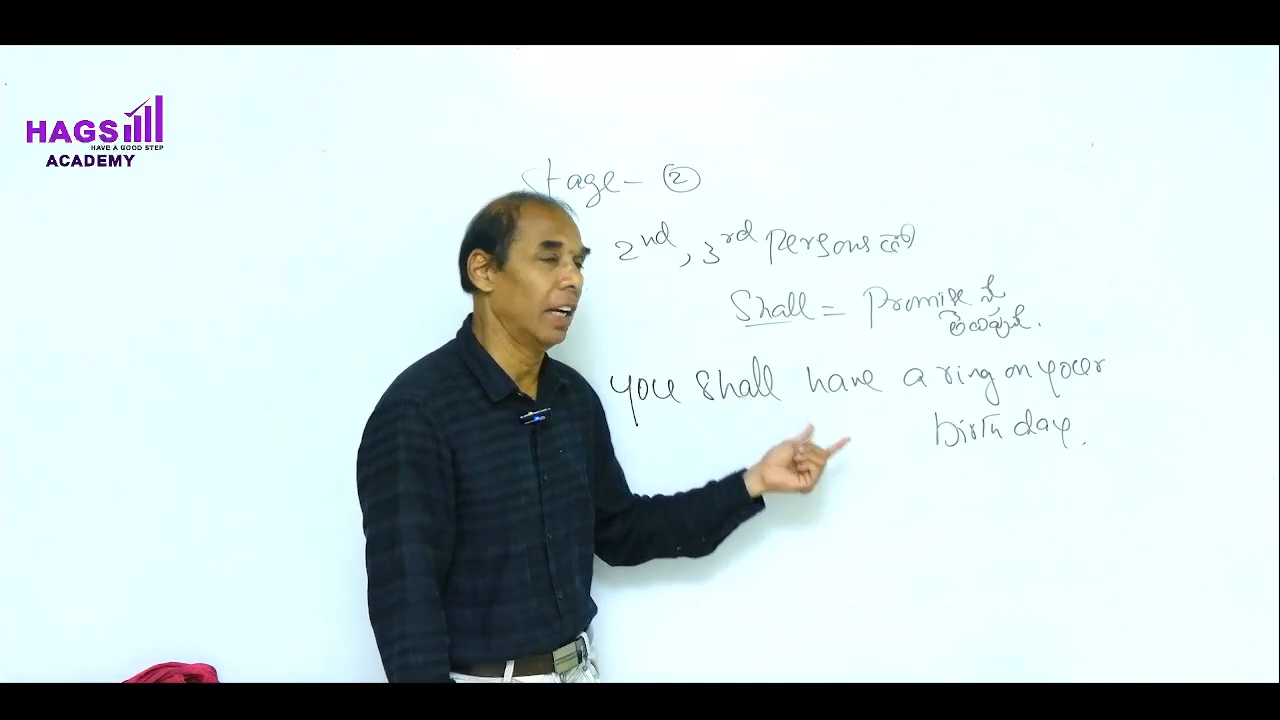 HAGS
HAVE A GOOD STEP
ACADEMY
Stage - 2
2nd, 3rd persons తో
Shall = Promise ని
తెలుపును.
you shall have a ring on your
birthday.